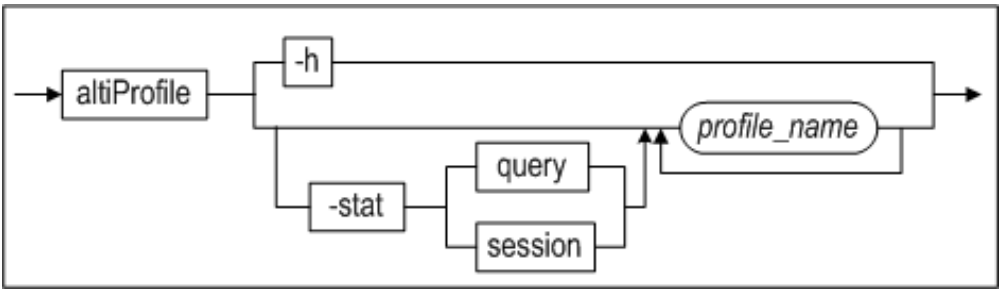 -h
altiProfile
profile_name
query
-stat
session